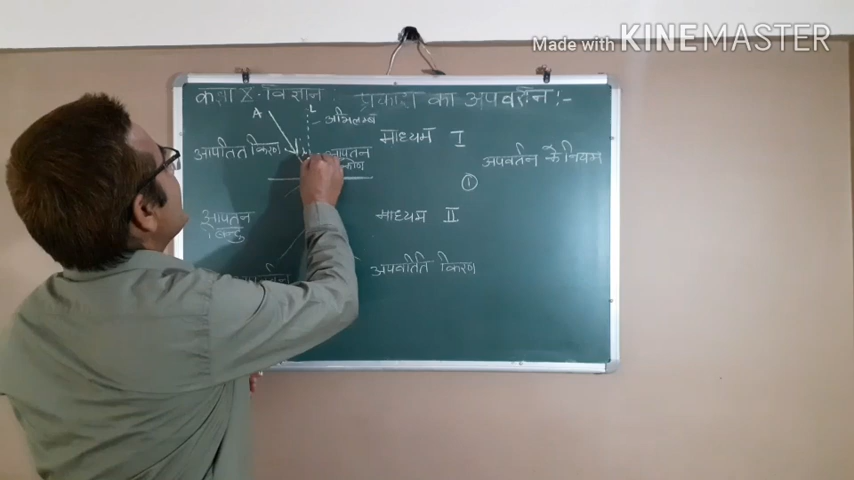 Made with KINEMASTER
कक्षा X. विज्ञान : प्रकाश का अपवर्तन :-
A
L
अभिलम्ब
माध्यम I
आपतित किरण
आपतन
कोण
अपवर्तन के नियम
①
आपतन
बिन्दु
माध्यम II
अपवर्तित किरण